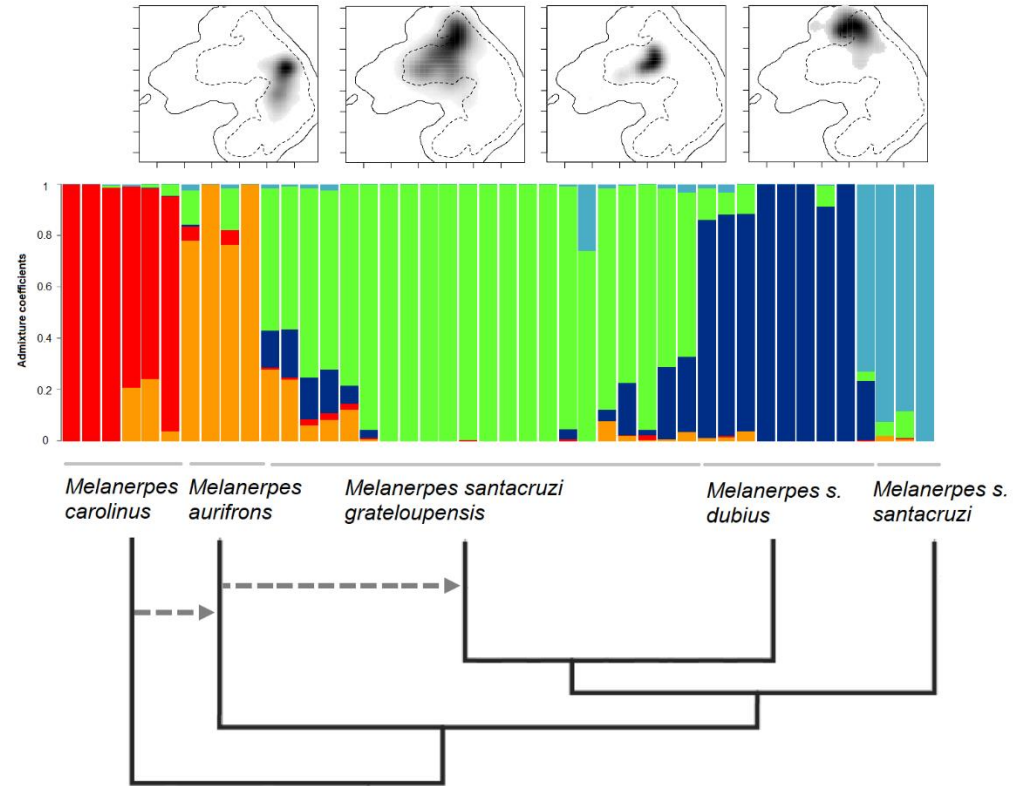 1
0.8
0.6
0.4
0.2
0
Admixture coefficients
Melanerpes
carolinus
Melanerpes
aurifrons
Melanerpes santacruzi
grateloupensis
Melanerpes s.
dubius
Melanerpes s.
santacruzi